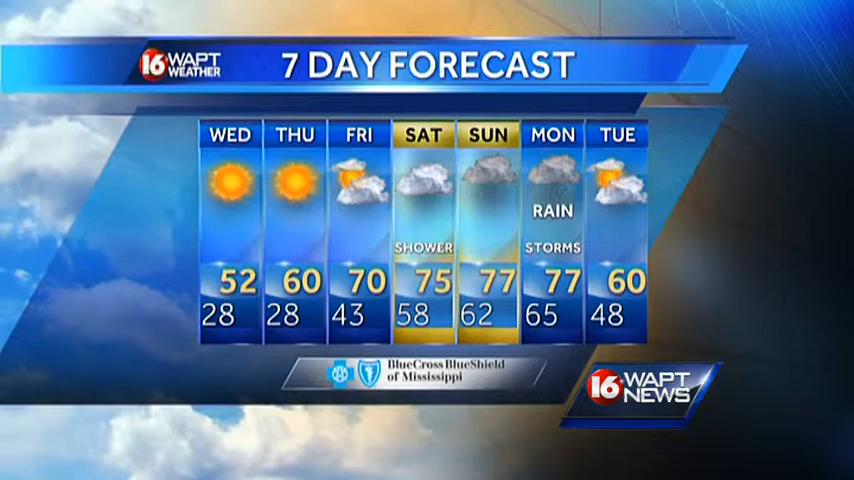 16 WAPT WEATHER
7 DAY FORECAST
WED THU FRI SAT SUN MON TUE
RAIN
SHOWER STORMS
52 60 70 75 77 77 60
28 28 43 58 62 65 48
BlueCross BlueShield
of Mississippi
16 WAPT
NEWS